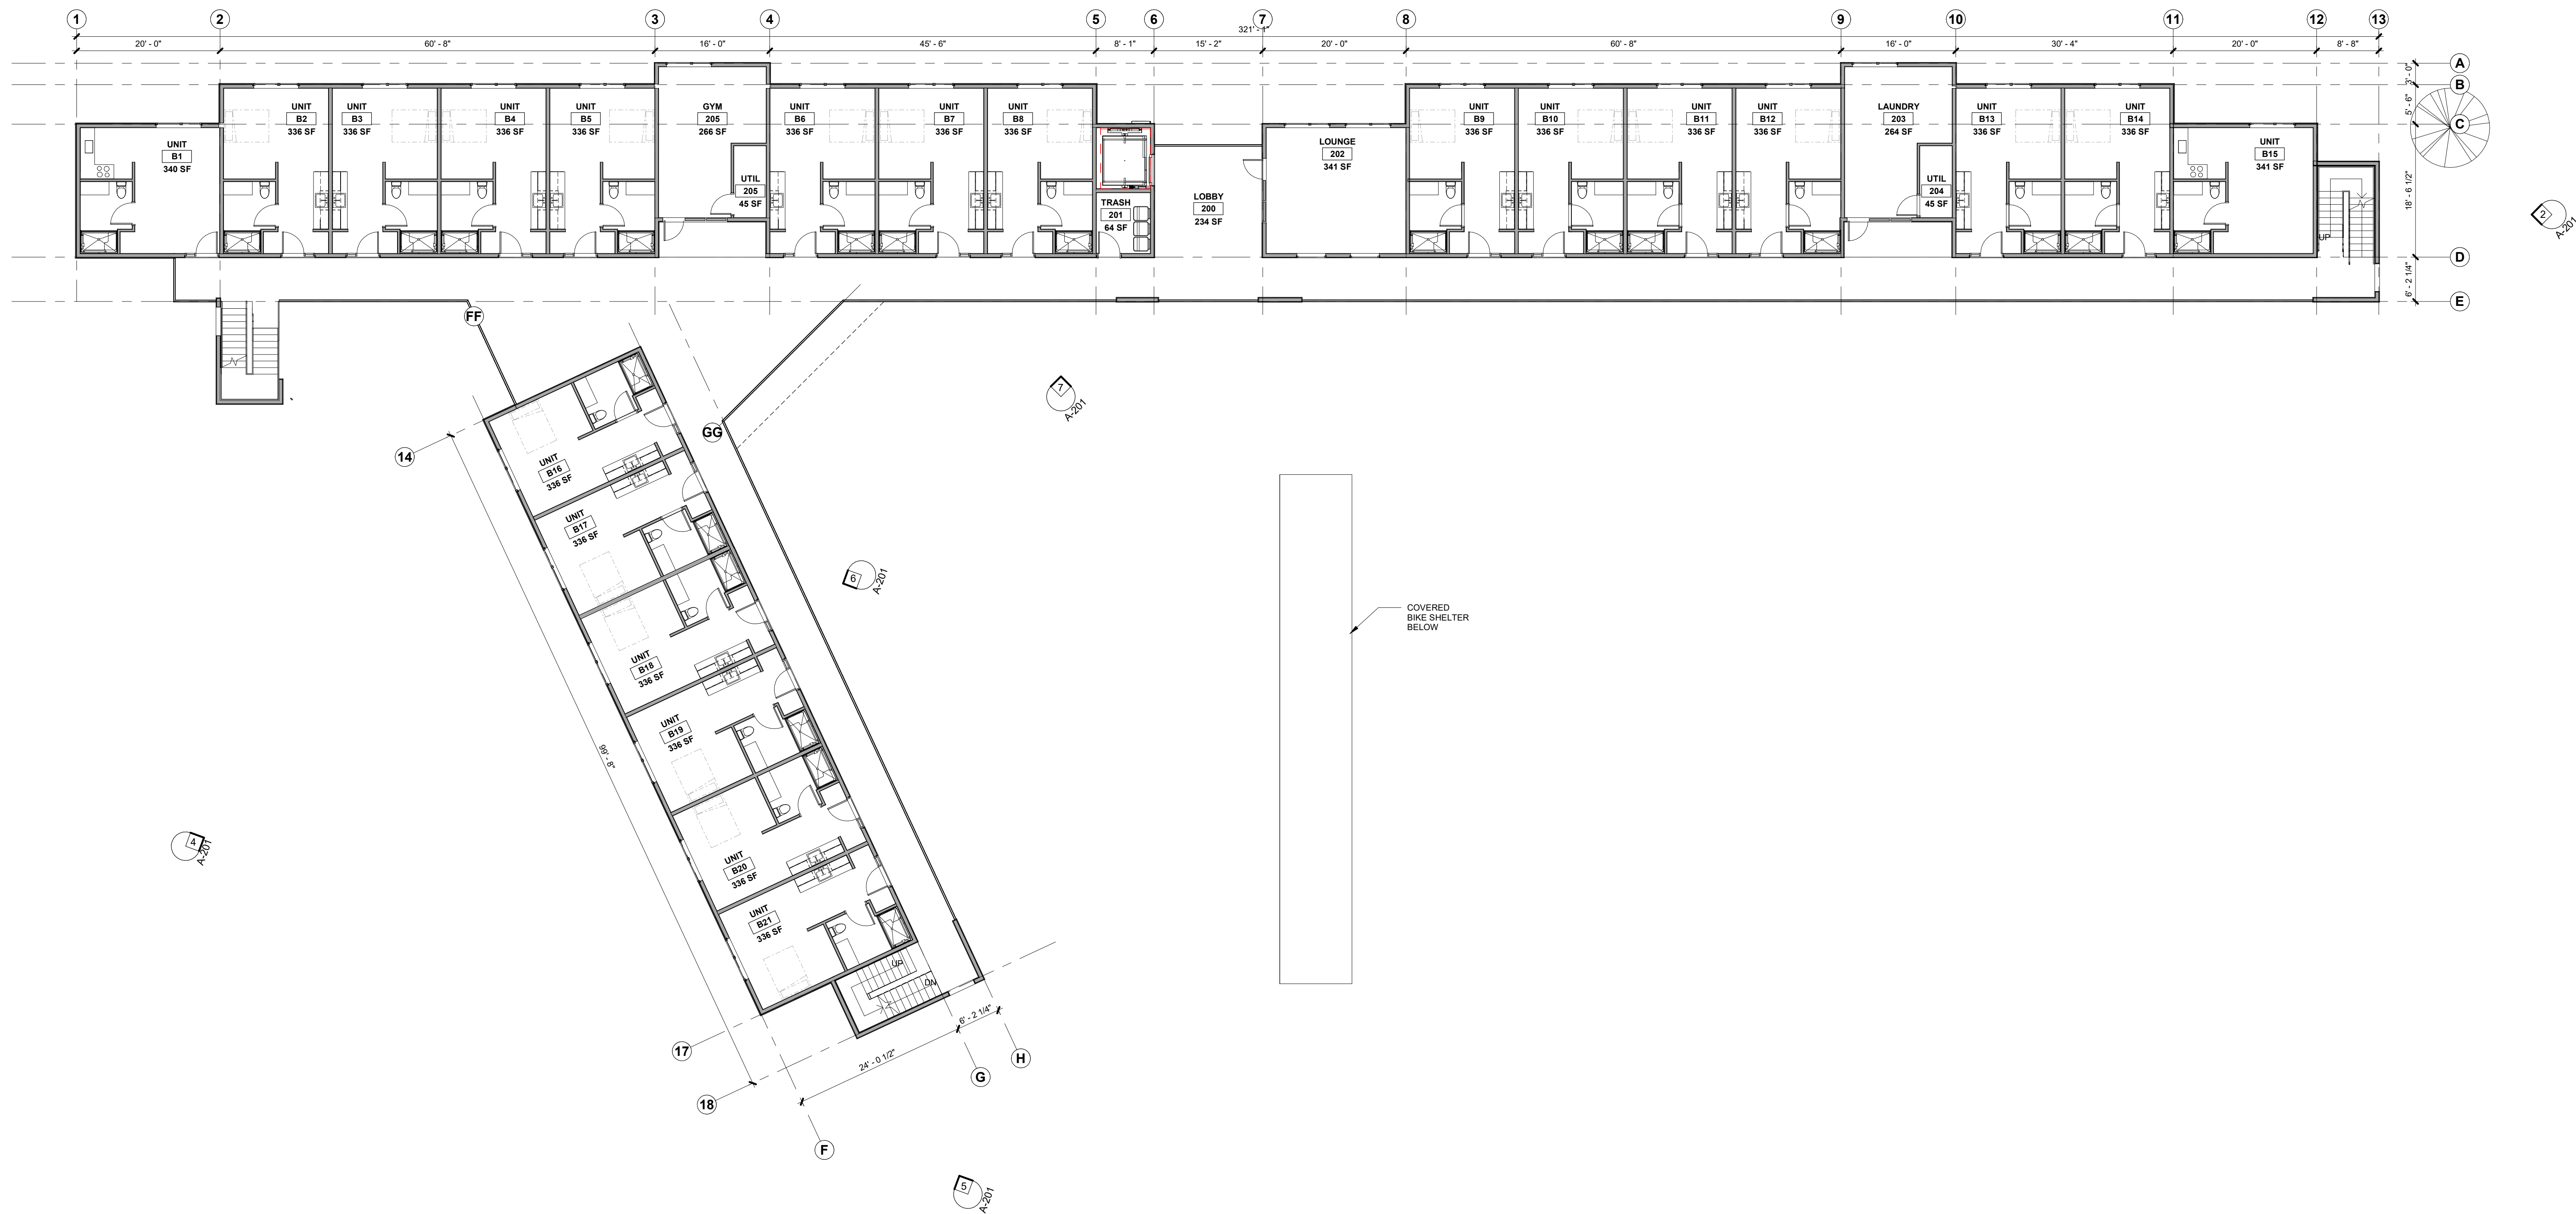 1 2 3 4 5 6 7 8 9 10 11 12 13
321' - 1"
20' - 0" 60' - 8" 16' - 0" 45' - 6" 8' - 1" 15' - 2" 20' - 0" 60' - 8" 16' - 0" 30' - 4" 20' - 0" 8' - 8"
A
3' - 0"
B
5' - 6"
C
18' - 6 1/2"
D
6' - 2 1/4"
E
UNIT
B1
340 SF
UNIT
B2
336 SF
UNIT
B3
336 SF
UNIT
B4
336 SF
UNIT
B5
336 SF
GYM
205
266 SF
UTIL
205
45 SF
UNIT
B6
336 SF
UNIT
B7
336 SF
UNIT
B8
336 SF
TRASH
201
64 SF
LOBBY
200
234 SF
LOUNGE
202
341 SF
UNIT
B9
336 SF
UNIT
B10
336 SF
UNIT
B11
336 SF
UNIT
B12
336 SF
LAUNDRY
203
264 SF
UTIL
204
45 SF
UNIT
B13
336 SF
UNIT
B14
336 SF
UNIT
B15
341 SF
UP
2
A-201
FF
GG
7
A-201
14
UNIT
B16
336 SF
UNIT
B17
336 SF
6
A-201
UNIT
B18
336 SF
COVERED
BIKE SHELTER
BELOW
UNIT
B19
336 SF
99' - 8"
4
A-201
UNIT
B20
336 SF
UNIT
B21
336 SF
UP
DN
6' - 2 1/4"
24' - 0 1/2"
17
18
H
G
F
5
A-201